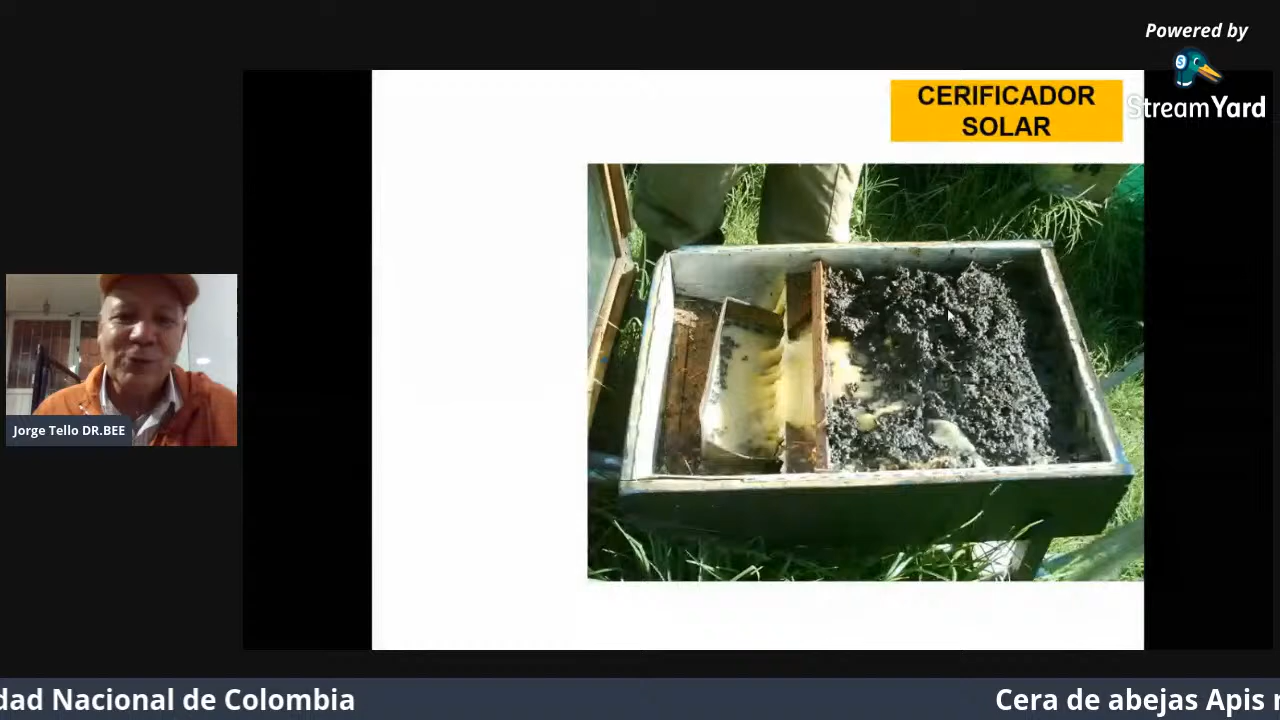 Powered by
StreamYard
CERIFICADOR
SOLAR
Jorge Tello DR.BEE
dad Nacional de Colombia
Cera de abejas Apis